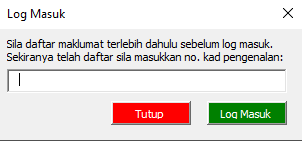 Log Masuk
Sila daftar maklumat terlebih dahulu sebelum log masuk.
Sekiranya telah daftar sila masukkan no. kad pengenalan:
Tutup
Log Masuk